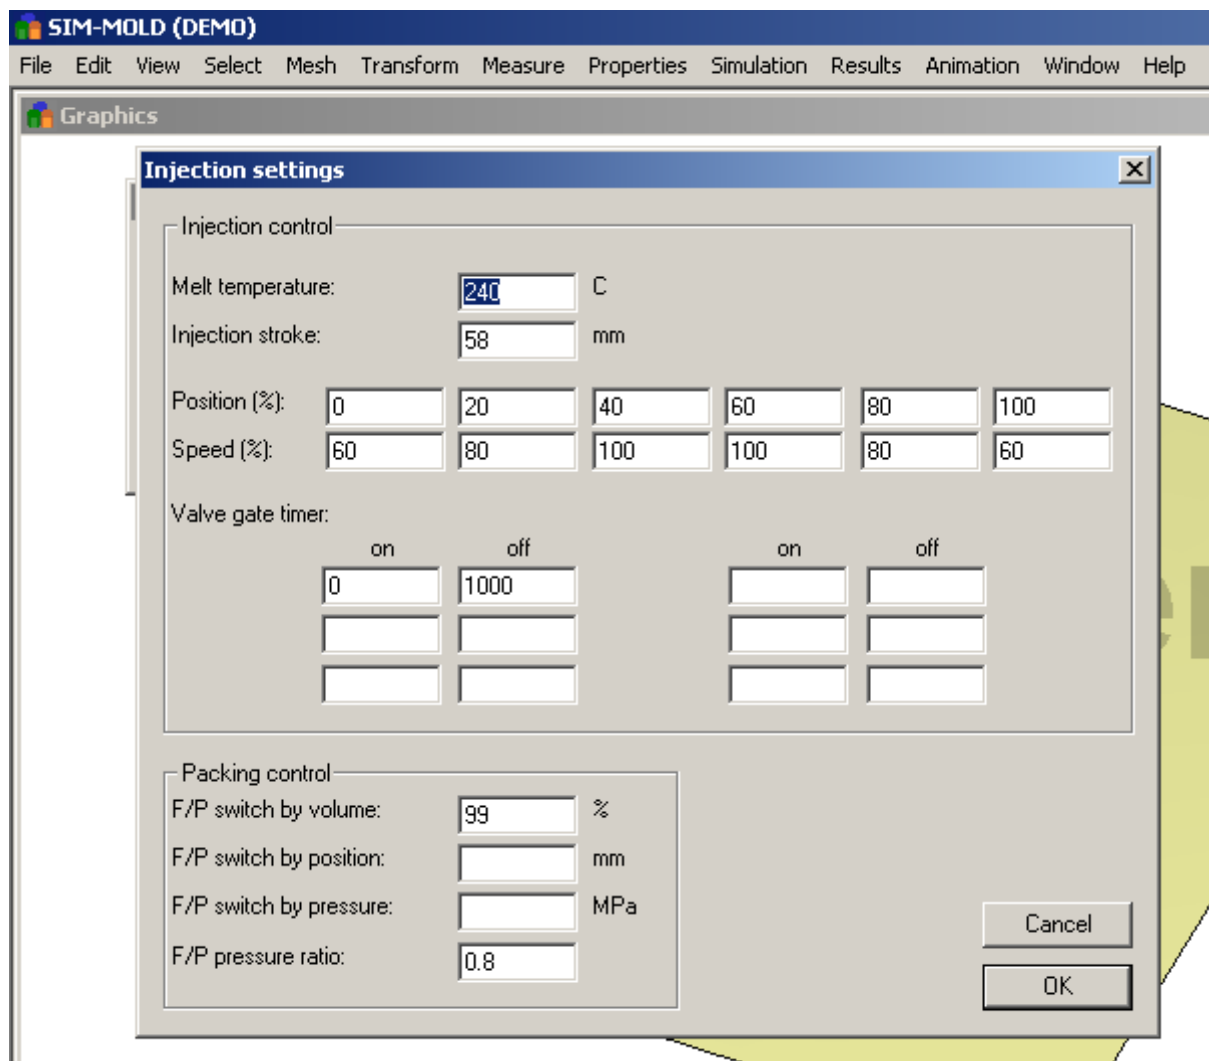 SIM-MOLD (DEMO)
File Edit View Select Mesh Transform Measure Properties Simulation Results Animation Window Help
Graphics
Injection settings
Injection control
Melt temperature: 240 C
Injection stroke: 58 mm
Position (%): 0 20 40 60 80 100
Speed (%): 60 80 100 100 80 60
Valve gate timer:
on off on off
0 1000
Packing control
F/P switch by volume: 99 %
F/P switch by position: mm
F/P switch by pressure: MPa
F/P pressure ratio: 0.8
Cancel
OK